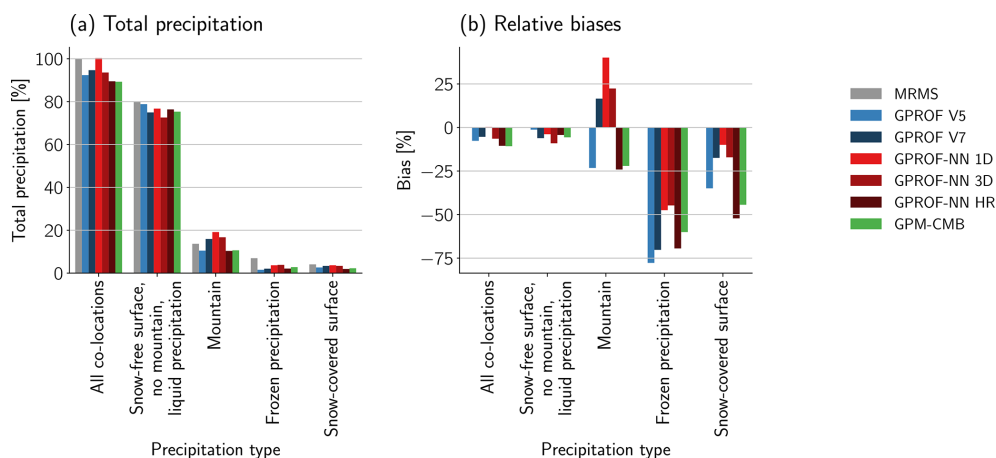 (a) Total precipitation
(b) Relative biases
Total precipitation [%]
100
80
60
40
20
0
All co-locations
Snow-free surface,
no mountain,
liquid precipitation
Mountain
Frozen precipitation
Snow-covered surface
Precipitation type
Bias [%]
25
0
−25
−50
−75
All co-locations
Snow-free surface,
no mountain,
liquid precipitation
Mountain
Frozen precipitation
Snow-covered surface
Precipitation type
MRMS
GPROF V5
GPROF V7
GPROF-NN 1D
GPROF-NN 3D
GPROF-NN HR
GPM-CMB